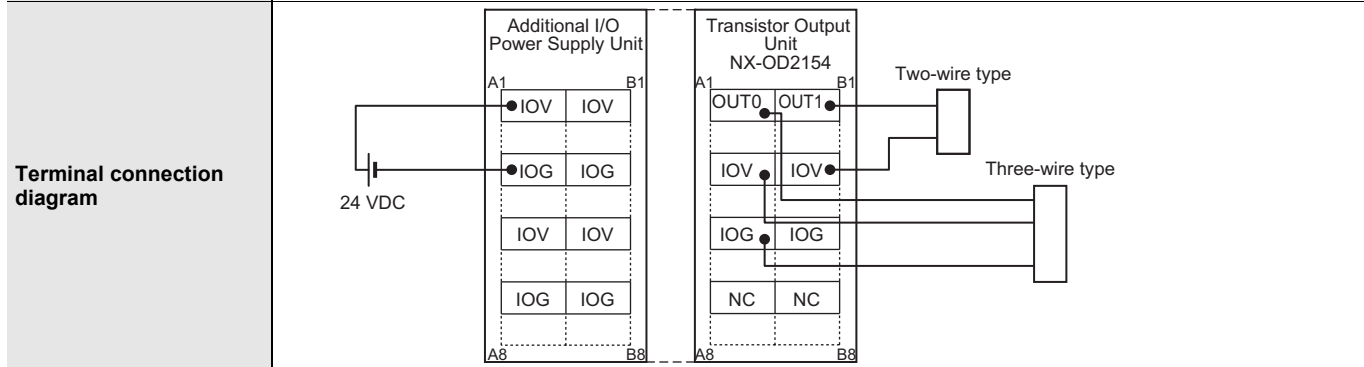 Terminal connection
diagram
Additional I/O
Power Supply Unit
A1 B1
IOV IOV
IOG IOG
IOV IOV
IOG IOG
A8 B8
24 VDC
Transistor Output
Unit
NX-OD2154
A1 B1
OUT0 OUT1
IOV IOV
IOG IOG
NC NC
A8 B8
Two-wire type
Three-wire type